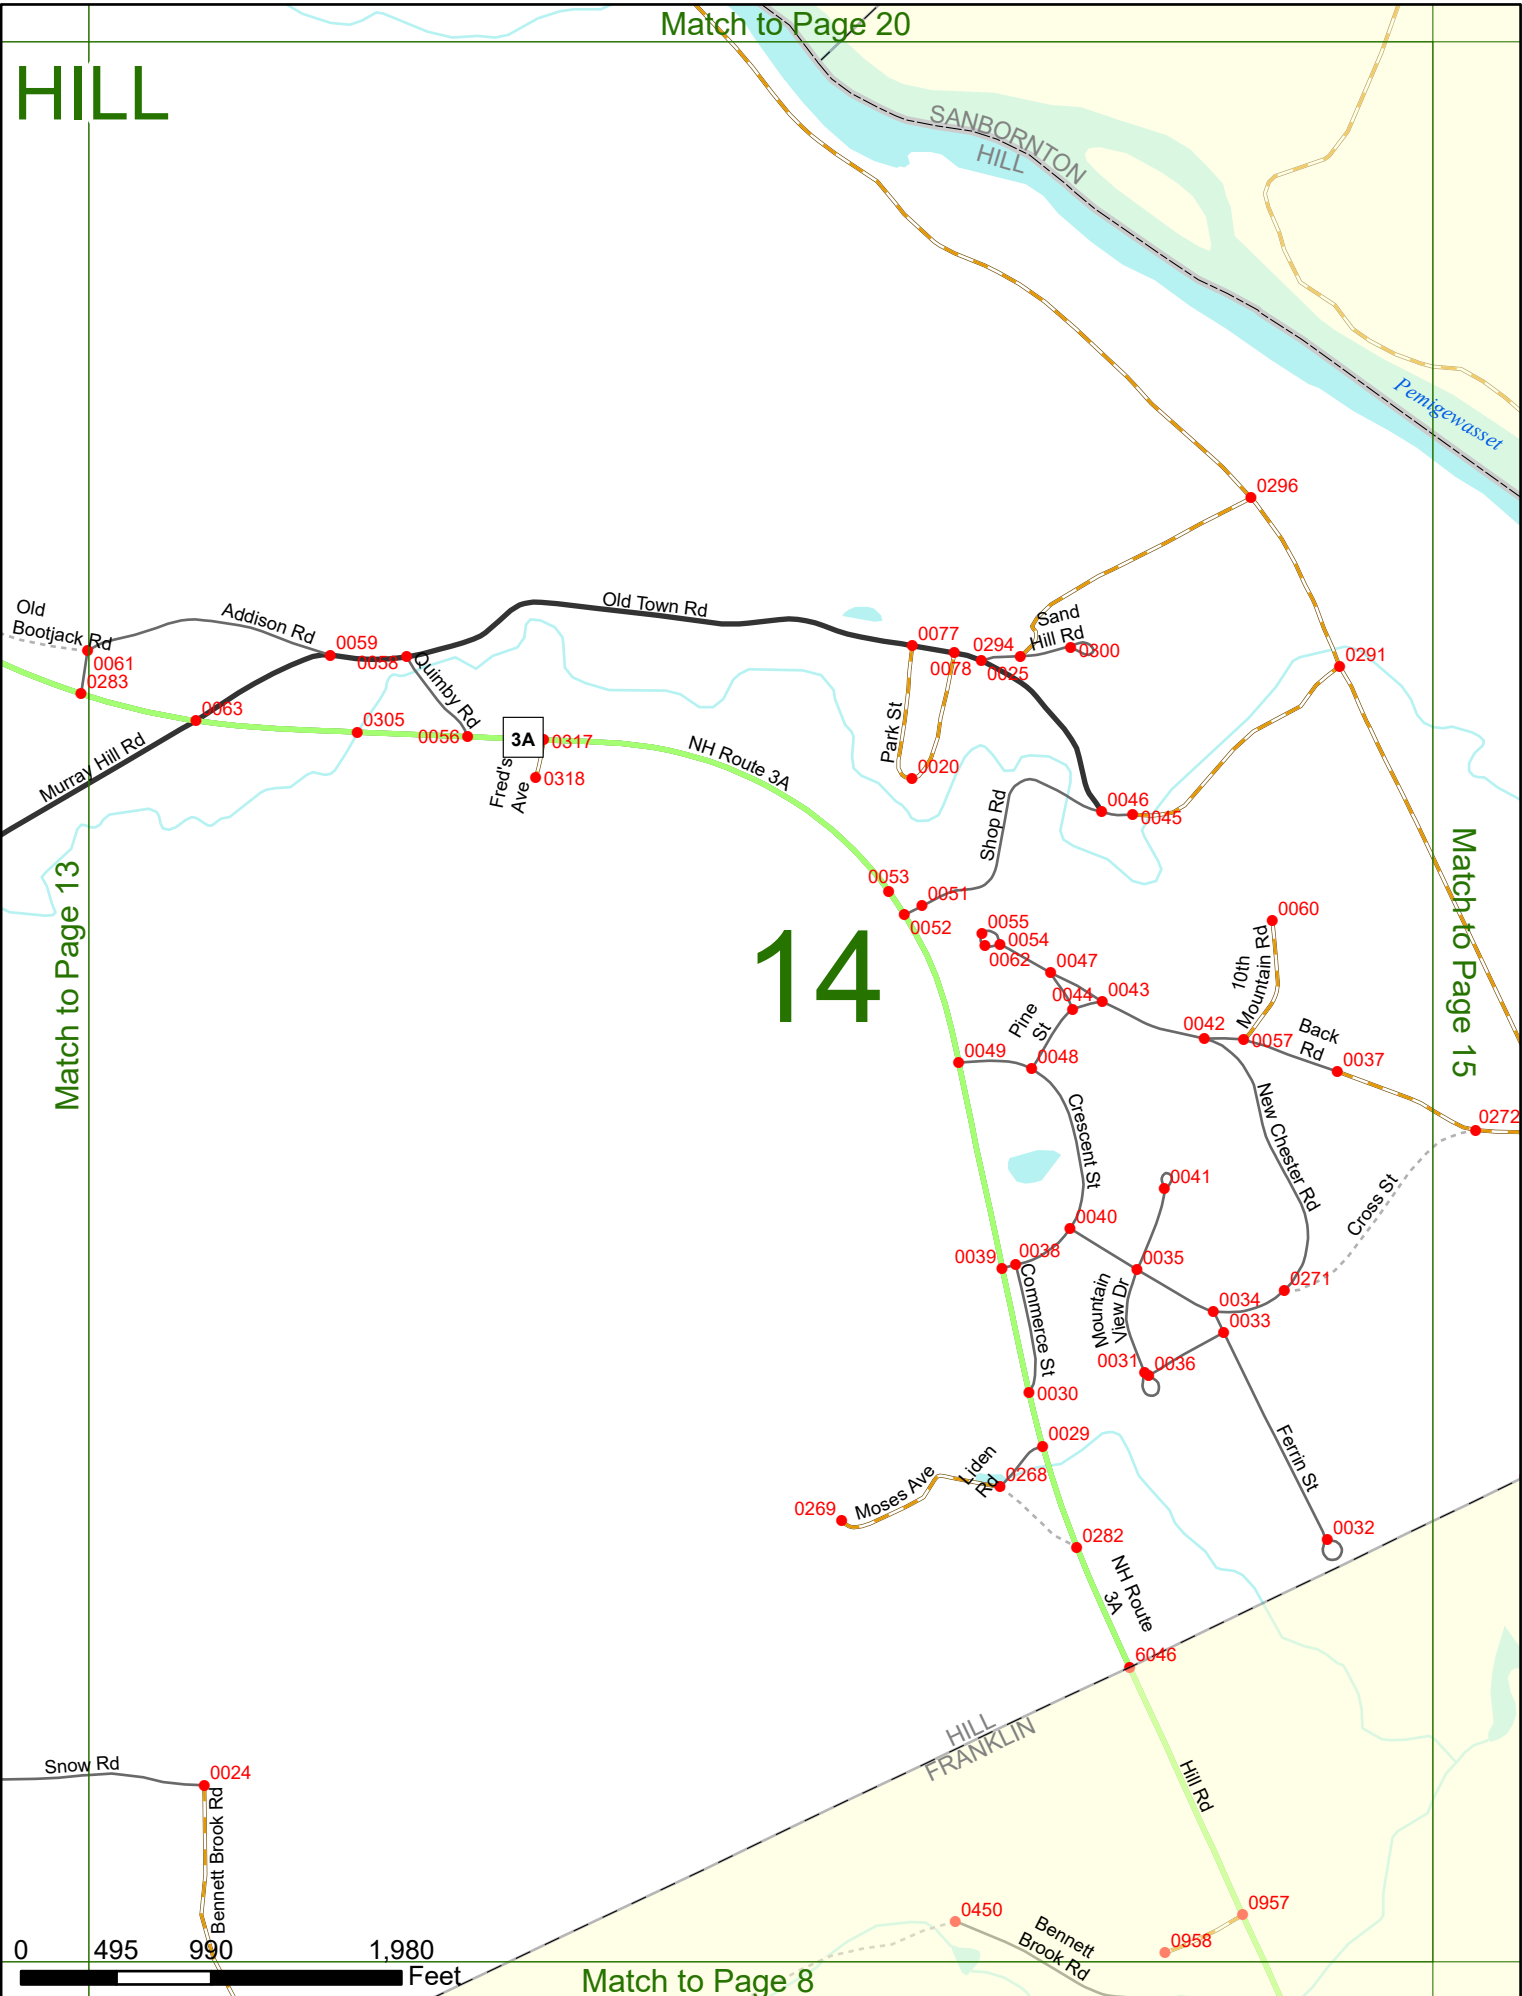 Match to Page 20
HILL
SANBORNTON
HILL
Pemigewasset
0296
Old
Bootjack Rd
Addison Rd
Old Town Rd
Sand
Hill Rd
0059
0058
0077
0294
0300
0061
0078
0025
0291
0283
Quimby Rd
0063
0305
0056
3A
0317
NH Route 3A
Park St
Murray Hill Rd
Fred's
Ave
0318
0020
Shop Rd
0046
0045
Match to Page 13
0053
0051
0052
14
0055
0054
0062
0060
10th
Mountain Rd
Match to Page 15
0047
0044
0043
Pine
St
0042
0057
Back
Rd
0049
0048
0037
Crescent St
New Chester Rd
0272
0041
Cross St
0040
0039
0038
0035
0271
Commerce St
Mountain
View Dr
0034
0033
0031
0036
0030
0029
Ferrin St
Liden
Rd
0268
Moses Ave
0269
0032
0282
NH Route
3A
6046
HILL
FRANKLIN
Snow Rd
0024
Hill Rd
Bennett Brook Rd
0450
0957
Bennett
Brook Rd
0958
0
495
990
1,980
Feet
Match to Page 8